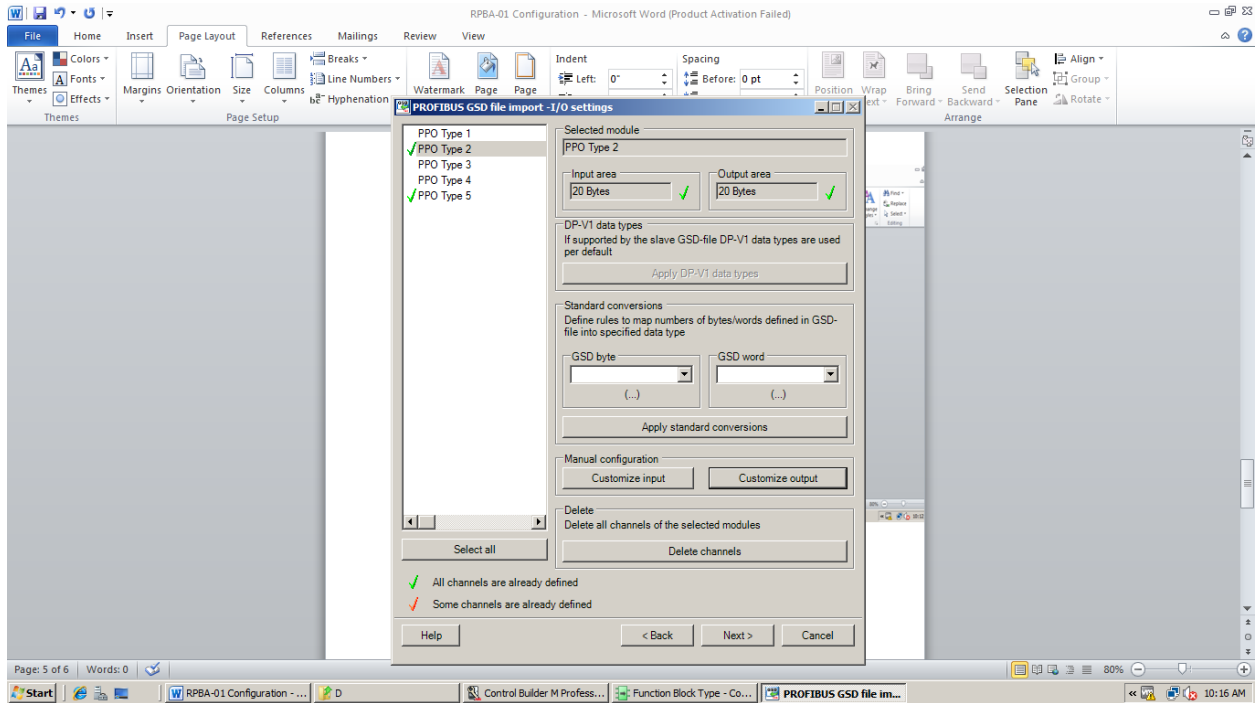 RPBA-01 Configuration - Microsoft Word (Product Activation Failed)
File Home Insert Page Layout References Mailings Review View
Colors
Fonts
Effects
Themes
Margins Orientation Size Columns
Breaks
Line Numbers
Hyphenation
Watermark Page Page
Indent
Left: 0"
Spacing
Before: 0 pt
Position Wrap Bring Send Selection
Forward Backward Pane
Align
Group
Rotate
Themes Page Setup Arrange
PROFIBUS GSD file import -I/O settings
PPO Type 1
PPO Type 2
PPO Type 3
PPO Type 4
PPO Type 5
Select all
Selected module
PPO Type 2
Input area Output area
20 Bytes 20 Bytes
DP-V1 data types
If supported by the slave GSD-file DP-V1 data types are used
per default
Apply DP-V1 data types
Standard conversions
Define rules to map numbers of bytes/words defined in GSD-
file into specified data type
GSD byte GSD word
(...) (...)
Apply standard conversions
Manual configuration
Customize input Customize output
Delete
Delete all channels of the selected modules
Delete channels
All channels are already defined
Some channels are already defined
Help < Back Next > Cancel
Find
Replace
Select
Editing
Page: 5 of 6 Words: 0 80%
Start RPBA-01 Configuration - ... D Control Builder M Profess... Function Block Type - Co... PROFIBUS GSD file im... 10:16 AM